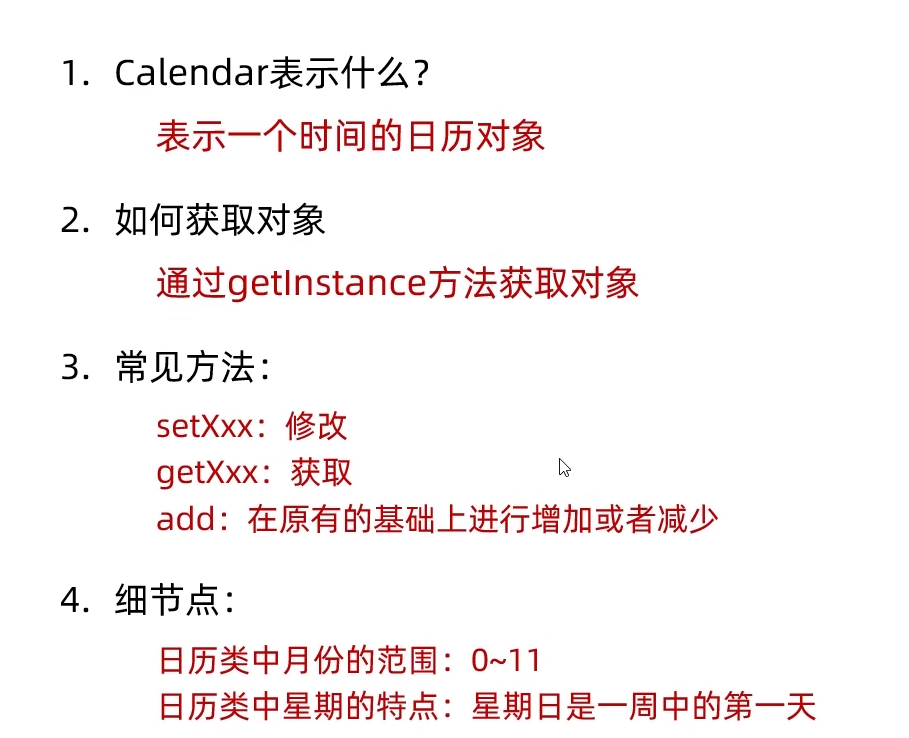 1. Calendar表示什么？
表示一个时间的日历对象
2. 如何获取对象
通过getInstance方法获取对象
3. 常见方法：
setXxx：修改
getXxx：获取
add：在原有的基础上进行增加或者减少
4. 细节点：
日历类中月份的范围：0~11
日历类中星期的特点：星期日是一周中的第一天